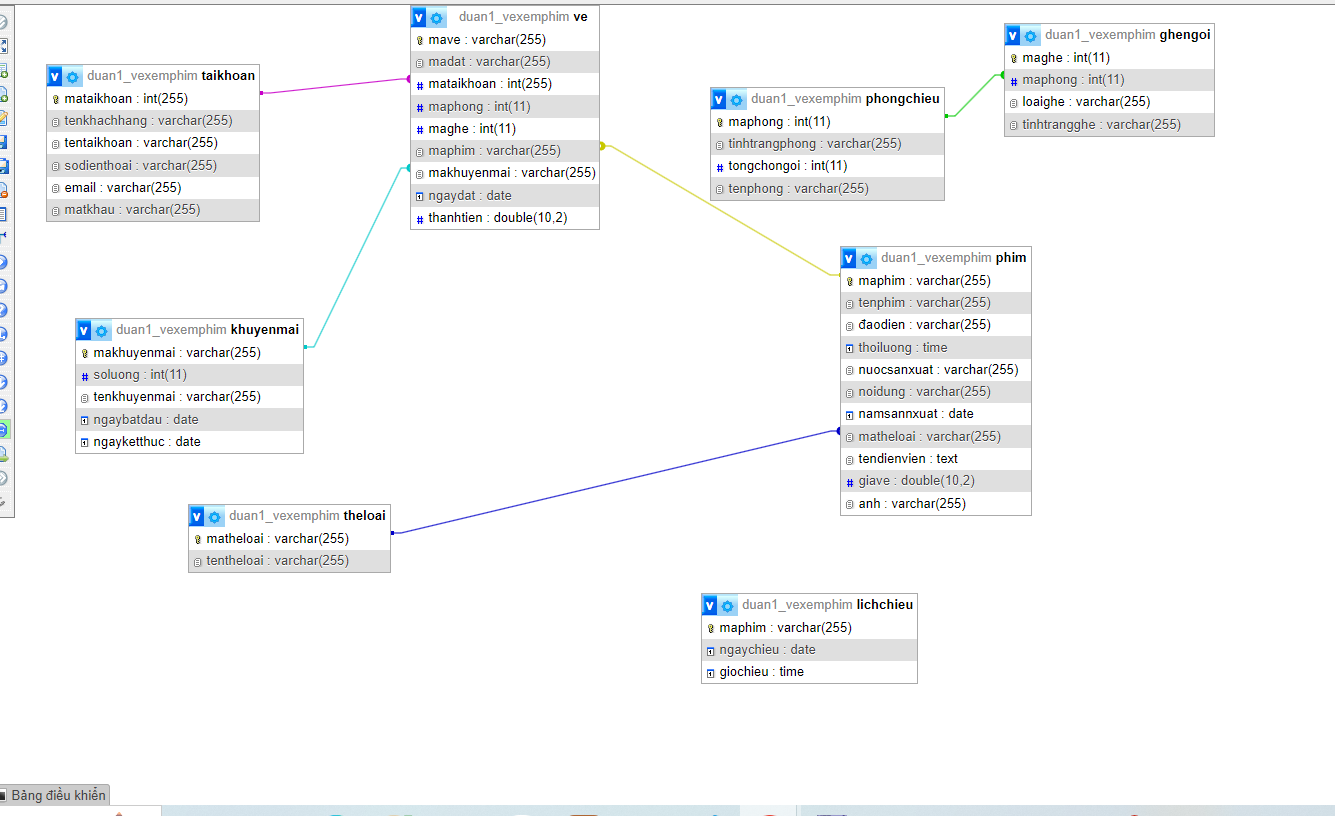 duan1_vexemphim ve
mave : varchar(255)
madat : varchar(255)
mataikhoan : int(255)
maphong : int(11)
maghe : int(11)
maphim : varchar(255)
makhuyenmai : varchar(255)
ngaydat : date
thanhtien : double(10,2)
duan1_vexemphim ghengoi
maghe : int(11)
maphong : int(11)
loaighe : varchar(255)
tinhtrangghe : varchar(255)
duan1_vexemphim taikhoan
mataikhoan : int(255)
tenkhachhang : varchar(255)
tentaikhoan : varchar(255)
sodienthoai : varchar(255)
email : varchar(255)
matkhau : varchar(255)
duan1_vexemphim phongchieu
maphong : int(11)
tinhtrangphong : varchar(255)
tongchongoi : int(11)
tenphong : varchar(255)
duan1_vexemphim phim
maphim : varchar(255)
tenphim : varchar(255)
đaodien : varchar(255)
thoiluong : time
nuocsanxuat : varchar(255)
noidung : varchar(255)
namsannxuat : date
matheloai : varchar(255)
tendienvien : text
giave : double(10,2)
anh : varchar(255)
duan1_vexemphim khuyenmai
makhuyenmai : varchar(255)
soluong : int(11)
tenkhuyenmai : varchar(255)
ngaybatdau : date
ngayketthuc : date
duan1_vexemphim theloai
matheloai : varchar(255)
tentheloai : varchar(255)
duan1_vexemphim lichchieu
maphim : varchar(255)
ngaychieu : date
giochieu : time
Bảng điều khiển